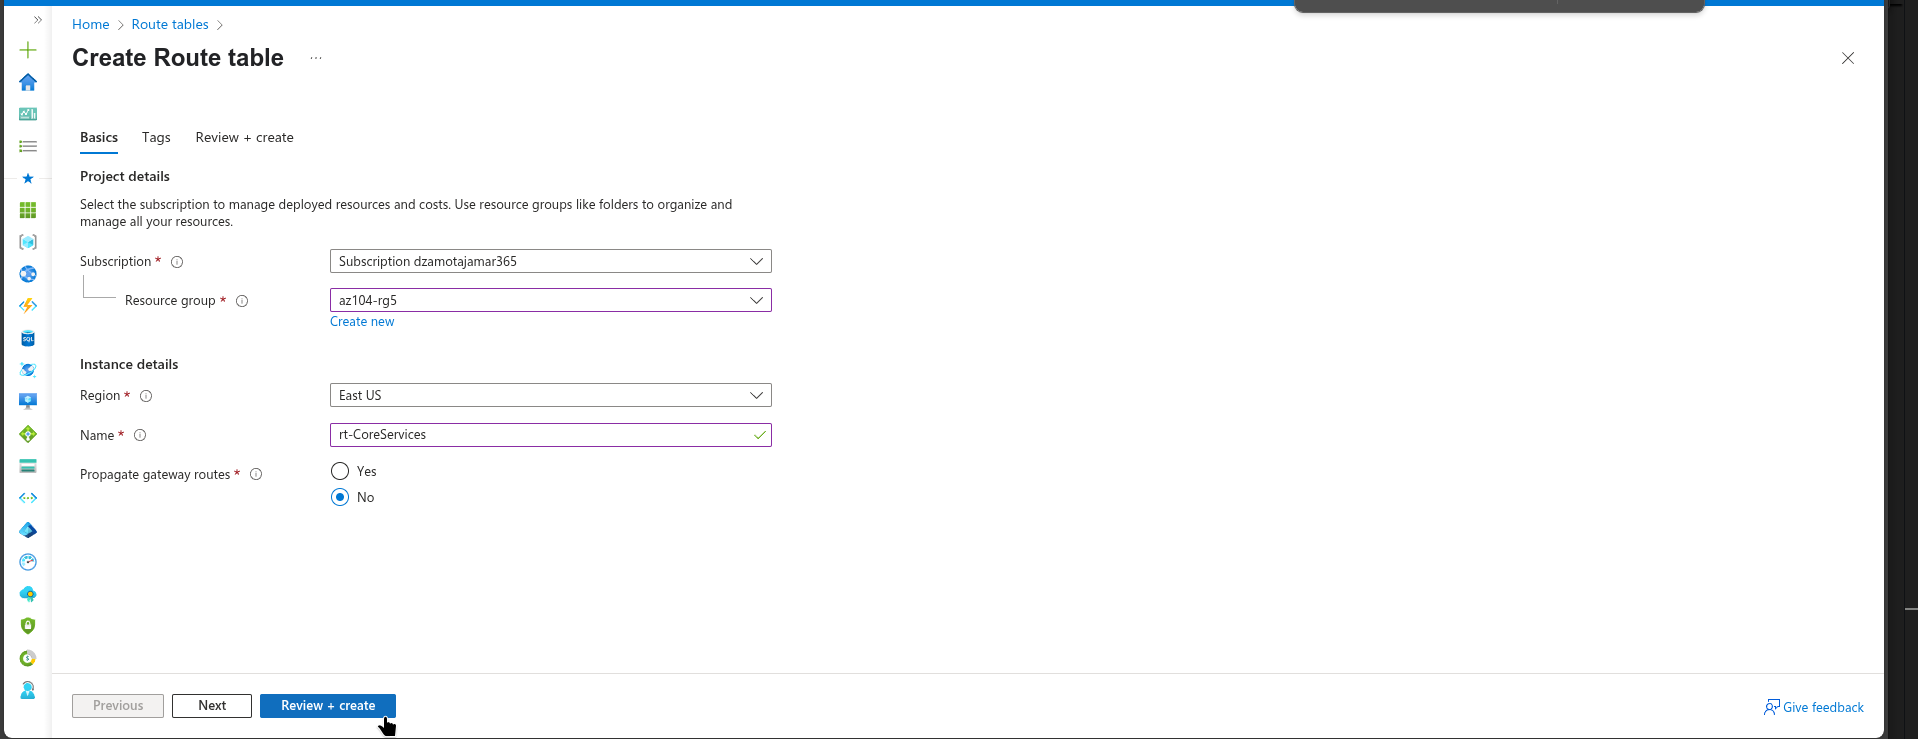 Home > Route tables >
Create Route table ...
Basics Tags Review + create
Project details
Select the subscription to manage deployed resources and costs. Use resource groups like folders to organize and
manage all your resources.
Subscription *
Subscription dzamotajamar365
Resource group *
az104-rg5
Create new
Instance details
Region *
East US
Name *
rt-CoreServices
Propagate gateway routes *
Yes
No
Previous Next Review + create
Give feedback